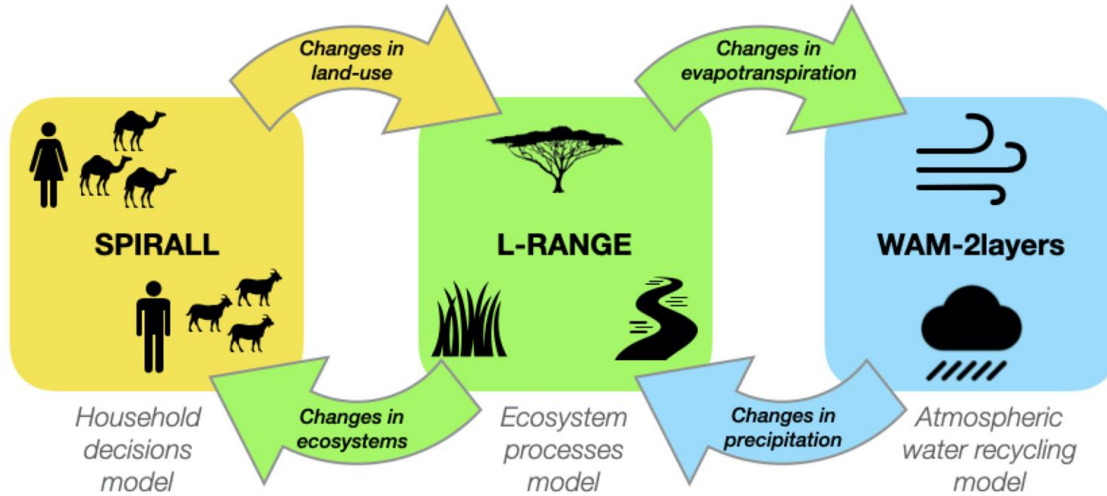 Changes in
land-use
Changes in
evapotranspiration
SPIRALL
L-RANGE
WAM-2layers
Changes in
ecosystems
Changes in
precipitation
Household
decisions
model
Ecosystem
processes
model
Atmospheric
water recycling
model